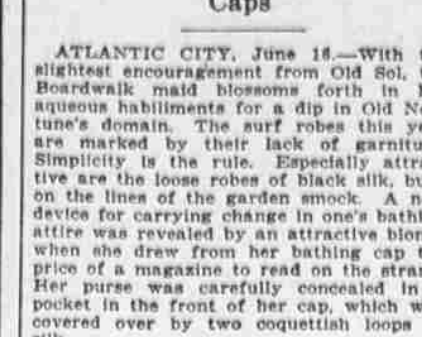 Caps
ATLANTIC CITY, June 16.—With
slightest encouragement from Old Sol,
Boardwalk maid blossoms forth in
aqueous habiliments for a dip in Old Ne
tune's domain. The surf robes this ye
are marked by their lack of garnitu
Simplicity is the rule. Especially attra
tive are the loose robes of black silk, bu
on the lines of the garden smock. A n
device for carrying change in one's bathi
attire was revealed by an attractive blon
when she drew from her bathing cap t
price of a magazine to read on the stran
Her purse was carefully concealed in
pocket in the front of her cap, which w
covered over by two coquettish loops